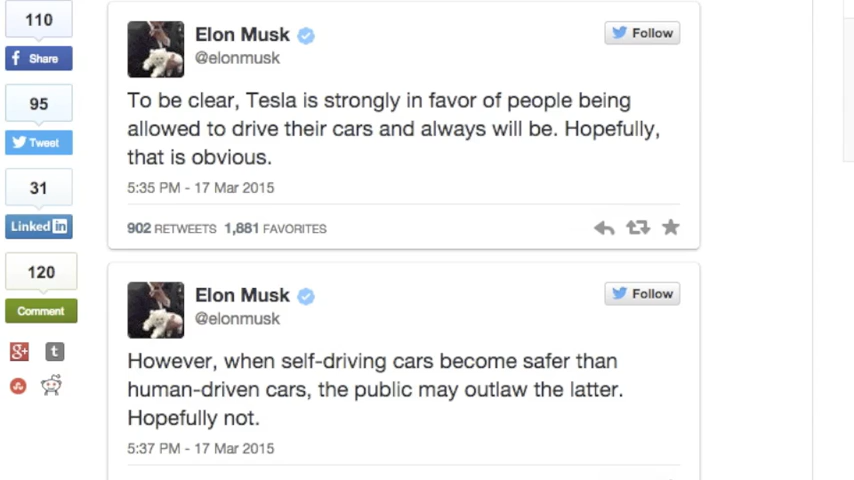 110
Share
95
Tweet
31
Linked in
120
Comment
g+
t
Elon Musk
Follow
@elonmusk
To be clear, Tesla is strongly in favor of people being
allowed to drive their cars and always will be. Hopefully,
that is obvious.
5:35 PM - 17 Mar 2015
902 RETWEETS 1,881 FAVORITES
Elon Musk
Follow
@elonmusk
However, when self-driving cars become safer than
human-driven cars, the public may outlaw the latter.
Hopefully not.
5:37 PM - 17 Mar 2015